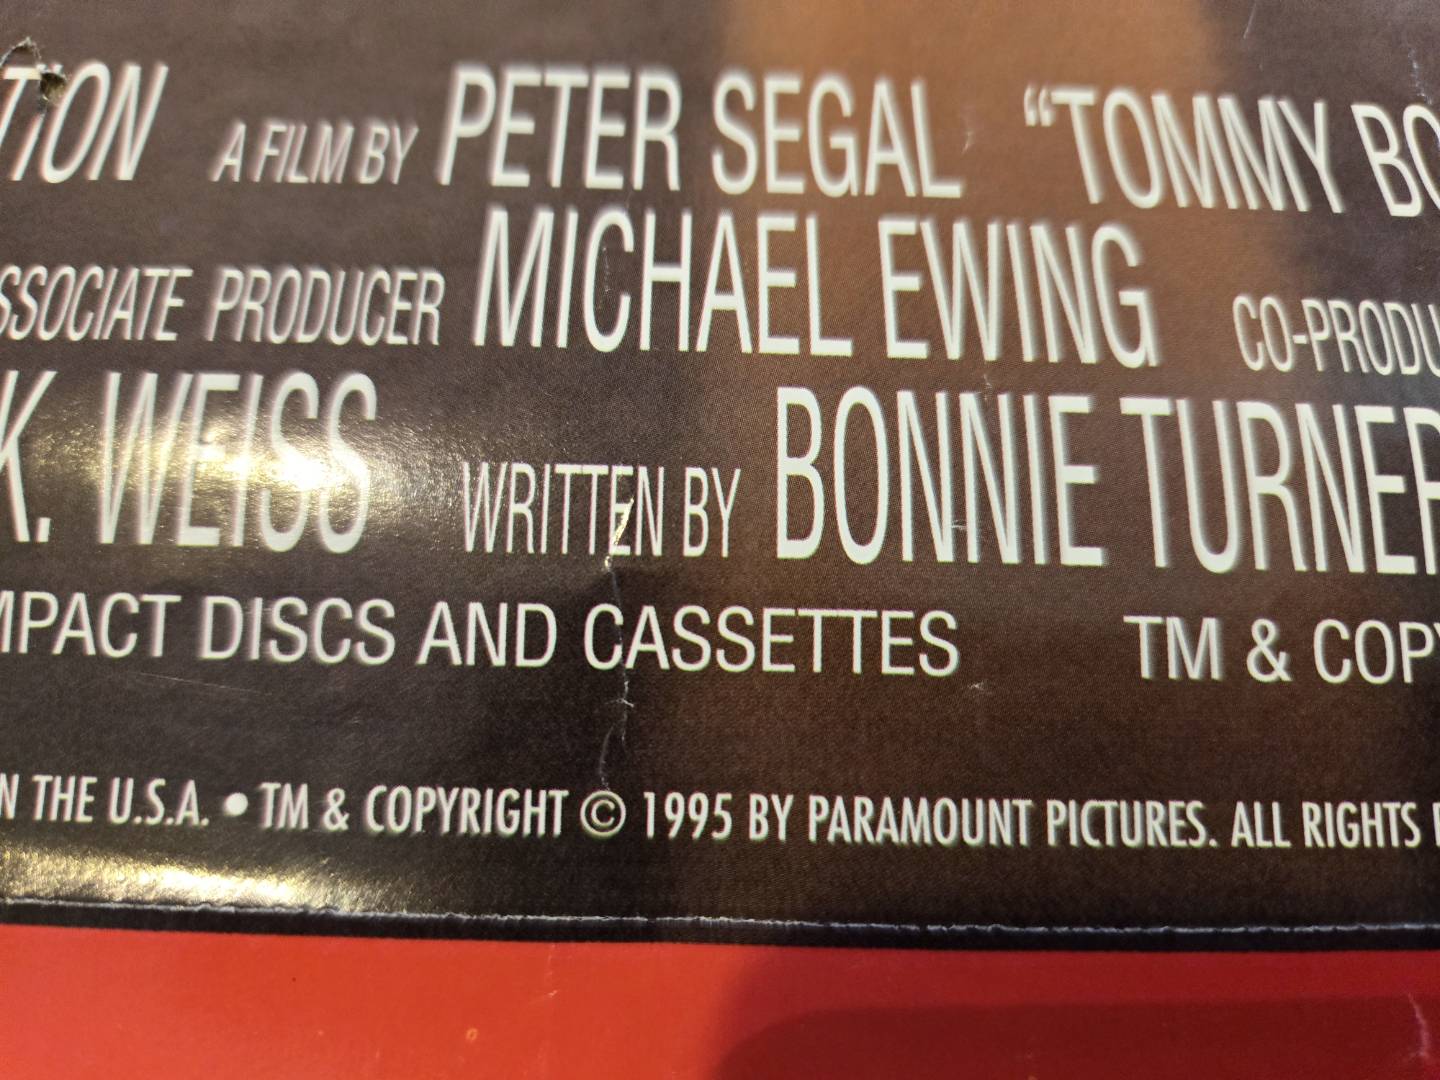 TION A FILM BY PETER SEGAL “TOMMY BO
SSOCIATE PRODUCER MICHAEL EWING CO-PRODU
K. WEISS WRITTEN BY BONNIE TURNER
MPACT DISCS AND CASSETTES TM & COPY
N THE U.S.A. • TM & COPYRIGHT © 1995 BY PARAMOUNT PICTURES. ALL RIGHTS R